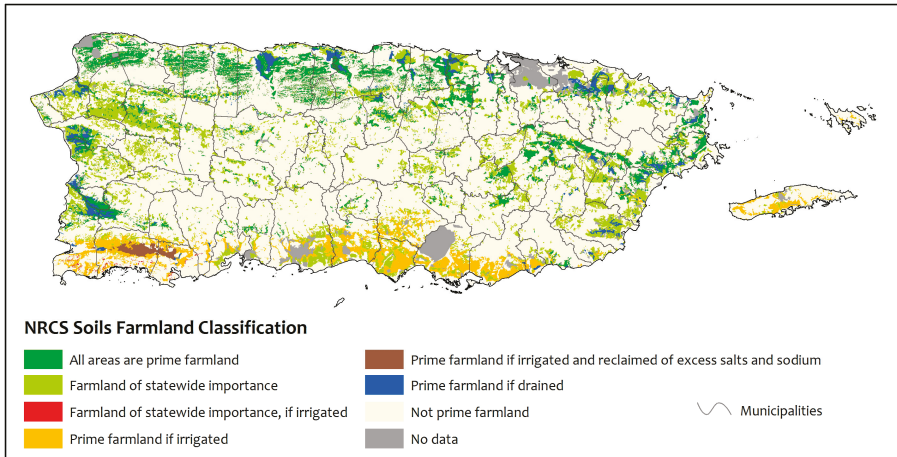 NRCS Soils Farmland Classification
All areas are prime farmland
Farmland of statewide importance
Farmland of statewide importance, if irrigated
Prime farmland if irrigated
Prime farmland if irrigated and reclaimed of excess salts and sodium
Prime farmland if drained
Not prime farmland
No data
Municipalities